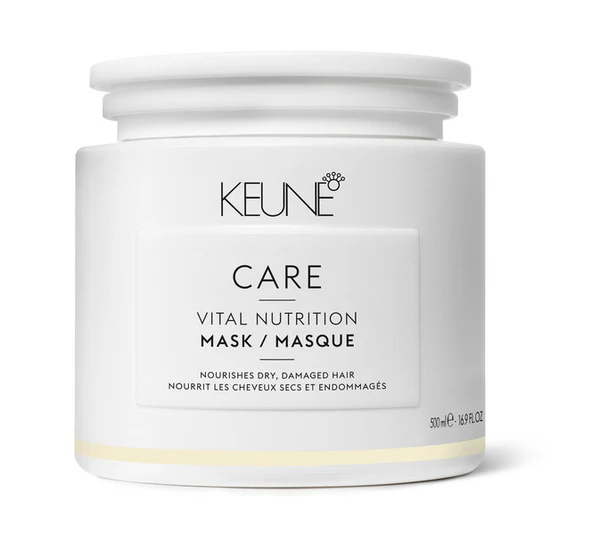 KEUNE
CARE
VITAL NUTRITION
MASK / MASQUE
NOURISHES DRY, DAMAGED HAIR
NOURRIT LES CHEVEUX SECS ET ENDOMMAGÉS
500 ml ℮ - 16.9 FL.OZ